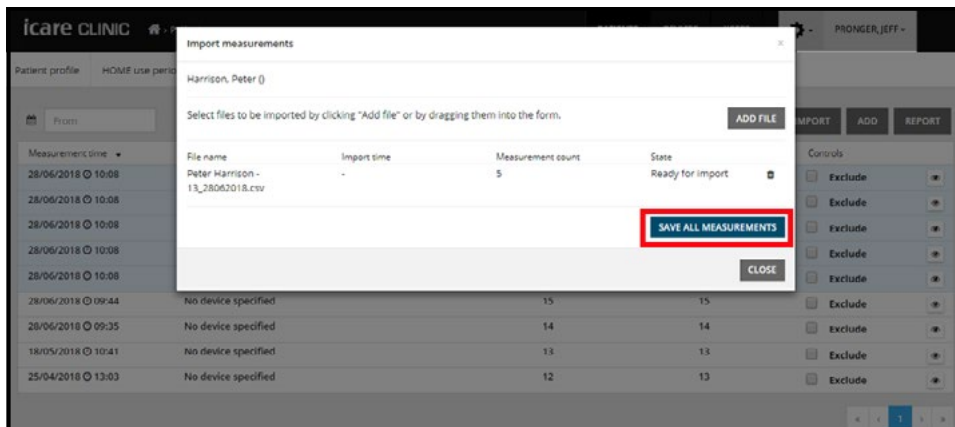 icare CLINIC
PRONGER, JEFF
Import measurements
x
Patient profile
HOME use perio
Harrison, Peter ()
Select files to be imported by clicking "Add file" or by dragging them into the form.
ADD FILE
From
IMPORT
ADD
REPORT
Measurement time
File name
Import time
Measurement count
State
Controls
Peter Harrison -
13_28062018.csv
-
5
Ready for import
28/06/2018 10:08
Exclude
28/06/2018 10:08
Exclude
28/06/2018 10:08
Exclude
SAVE ALL MEASUREMENTS
28/06/2018 10:08
Exclude
28/06/2018 10:08
Exclude
CLOSE
28/06/2018 09:44 No device specified 15 15 Exclude
28/06/2018 09:35 No device specified 14 14 Exclude
18/05/2018 10:41 No device specified 13 13 Exclude
25/04/2018 13:03 No device specified 12 13 Exclude
« ‹ 1 › »